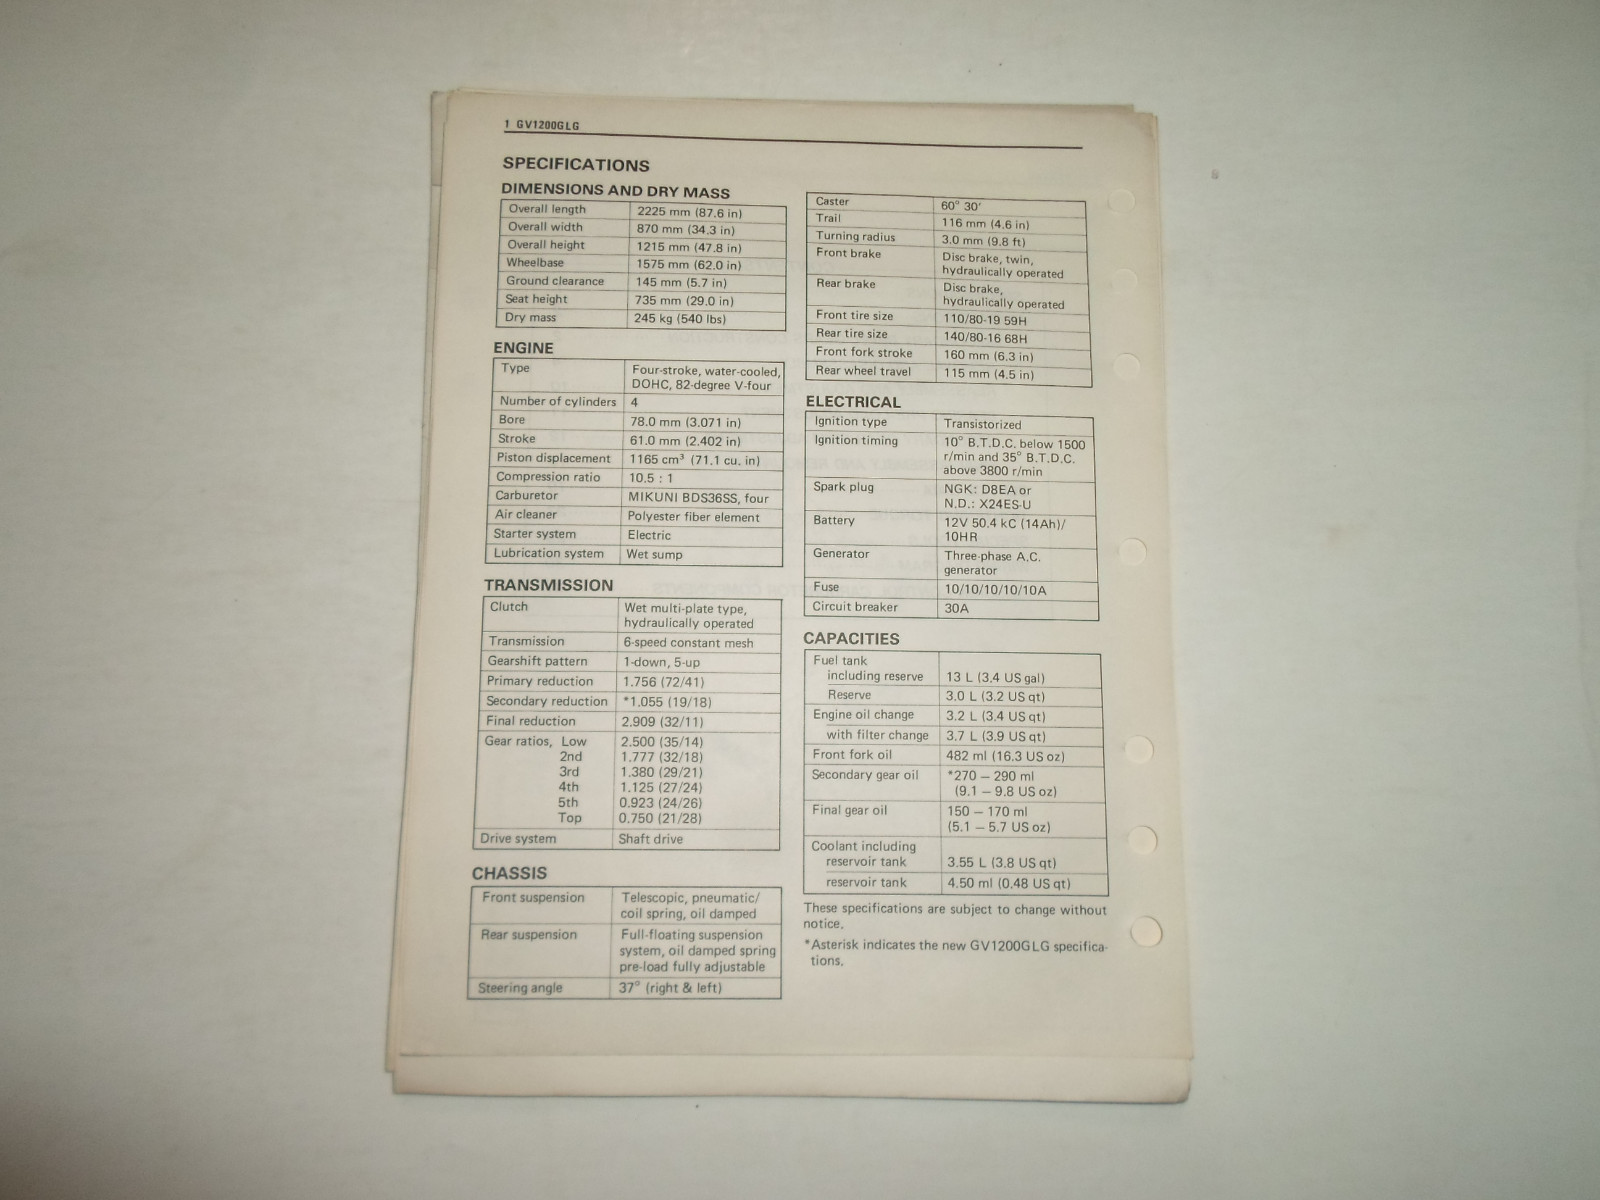 1 GV1200GLG
SPECIFICATIONS
DIMENSIONS AND DRY MASS
Overall length 2225 mm (87.6 in)
Overall width 870 mm (34.3 in)
Overall height 1215 mm (47.8 in)
Wheelbase 1575 mm (62.0 in)
Ground clearance 145 mm (5.7 in)
Seat height 735 mm (29.0 in)
Dry mass 245 kg (540 lbs)
ENGINE
Type Four-stroke, water-cooled,
DOHC, 82-degree V-four
Number of cylinders 4
Bore 78.0 mm (3.071 in)
Stroke 61.0 mm (2.402 in)
Piston displacement 1165 cm³ (71.1 cu. in)
Compression ratio 10.5 : 1
Carburetor MIKUNI BDS36SS, four
Air cleaner Polyester fiber element
Starter system Electric
Lubrication system Wet sump
TRANSMISSION
Clutch Wet multi-plate type,
hydraulically operated
Transmission 6-speed constant mesh
Gearshift pattern 1-down, 5-up
Primary reduction 1.756 (72/41)
Secondary reduction *1.055 (19/18)
Final reduction 2.909 (32/11)
Gear ratios, Low 2.500 (35/14)
2nd 1.777 (32/18)
3rd 1.380 (29/21)
4th 1.125 (27/24)
5th 0.923 (24/26)
Top 0.750 (21/28)
Drive system Shaft drive
CHASSIS
Front suspension Telescopic, pneumatic/
coil spring, oil damped
Rear suspension Full-floating suspension
system, oil damped spring
pre-load fully adjustable
Steering angle 37° (right & left)
Caster 60° 30'
Trail 116 mm (4.6 in)
Turning radius 3.0 mm (9.8 ft)
Front brake Disc brake, twin,
hydraulically operated
Rear brake Disc brake,
hydraulically operated
Front tire size 110/80-19 59H
Rear tire size 140/80-16 68H
Front fork stroke 160 mm (6.3 in)
Rear wheel travel 115 mm (4.5 in)
ELECTRICAL
Ignition type Transistorized
Ignition timing 10° B.T.D.C. below 1500
r/min and 35° B.T.D.C.
above 3800 r/min
Spark plug NGK: D8EA or
N.D.: X24ES-U
Battery 12V 50.4 kC (14Ah)/
10HR
Generator Three-phase A.C.
generator
Fuse 10/10/10/10/10A
Circuit breaker 30A
CAPACITIES
Fuel tank
including reserve 13 L (3.4 US gal)
Reserve 3.0 L (3.2 US qt)
Engine oil change 3.2 L (3.4 US qt)
with filter change 3.7 L (3.9 US qt)
Front fork oil 482 ml (16.3 US oz)
Secondary gear oil *270 – 290 ml
(9.1 – 9.8 US oz)
Final gear oil 150 – 170 ml
(5.1 – 5.7 US oz)
Coolant including
reservoir tank 3.55 L (3.8 US qt)
reservoir tank 4.50 ml (0.48 US qt)
These specifications are subject to change without
notice.
*Asterisk indicates the new GV1200GLG specifica-
tions.